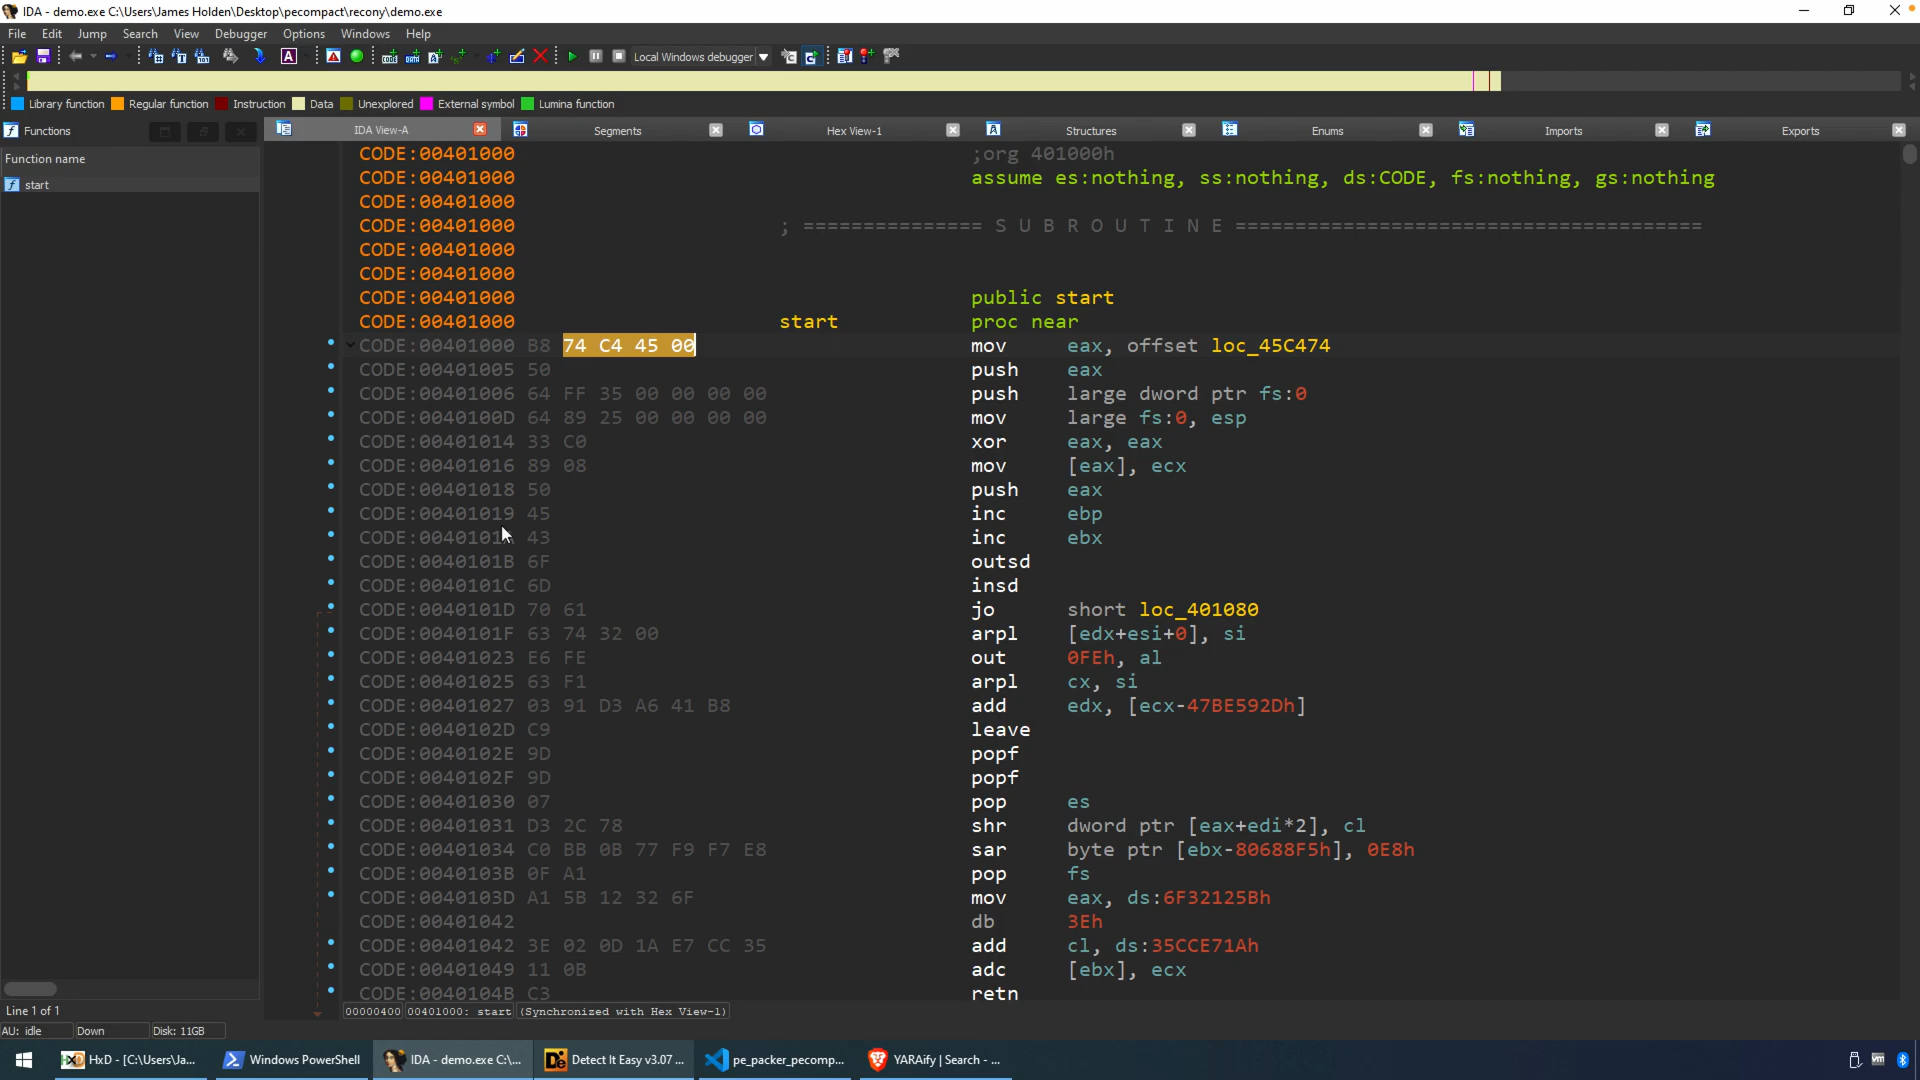 IDA - demo.exe C:\Users\James Holden\Desktop\pecompact\recony\demo.exe
File Edit Jump Search View Debugger Options Windows Help
Local Windows debugger
Library function Regular function Instruction Data Unexplored External symbol Lumina function
Functions IDA View-A Segments Hex View-1 Structures Enums Imports Exports
Function name
start
CODE:00401000 ;org 401000h
CODE:00401000 assume es:nothing, ss:nothing, ds:CODE, fs:nothing, gs:nothing
CODE:00401000
CODE:00401000 ; =============== S U B R O U T I N E =======================================
CODE:00401000
CODE:00401000
CODE:00401000 public start
CODE:00401000 start proc near
CODE:00401000 B8 74 C4 45 00 mov eax, offset loc_45C474
CODE:00401005 50 push eax
CODE:00401006 64 FF 35 00 00 00 00 push large dword ptr fs:0
CODE:0040100D 64 89 25 00 00 00 00 mov large fs:0, esp
CODE:00401014 33 C0 xor eax, eax
CODE:00401016 89 08 mov [eax], ecx
CODE:00401018 50 push eax
CODE:00401019 45 inc ebp
CODE:0040101A 43 inc ebx
CODE:0040101B 6F outsd
CODE:0040101C 6D insd
CODE:0040101D 70 61 jo short loc_401080
CODE:0040101F 63 74 32 00 arpl [edx+esi+0], si
CODE:00401023 E6 FE out 0FEh, al
CODE:00401025 63 F1 arpl cx, si
CODE:00401027 03 91 D3 A6 41 B8 add edx, [ecx-47BE592Dh]
CODE:0040102D C9 leave
CODE:0040102E 9D popf
CODE:0040102F 9D popf
CODE:00401030 07 pop es
CODE:00401031 D3 2C 78 shr dword ptr [eax+edi*2], cl
CODE:00401034 C0 BB 0B 77 F9 F7 E8 sar byte ptr [ebx-80688F5h], 0E8h
CODE:0040103B 0F A1 pop fs
CODE:0040103D A1 5B 12 32 6F mov eax, ds:6F32125Bh
CODE:00401042 db 3Eh
CODE:00401042 3E 02 0D 1A E7 CC 35 add cl, ds:35CCE71Ah
CODE:00401049 11 0B adc [ebx], ecx
CODE:0040104B C3 retn
Line 1 of 1
00000400 00401000: start (Synchronized with Hex View-1)
AU: idle Down Disk: 11GB
HxD - [C:\Users\Ja... Windows PowerShell IDA - demo.exe C:\... Detect It Easy v3.07 ... pe_packer_pecomp... YARAify | Search - ...